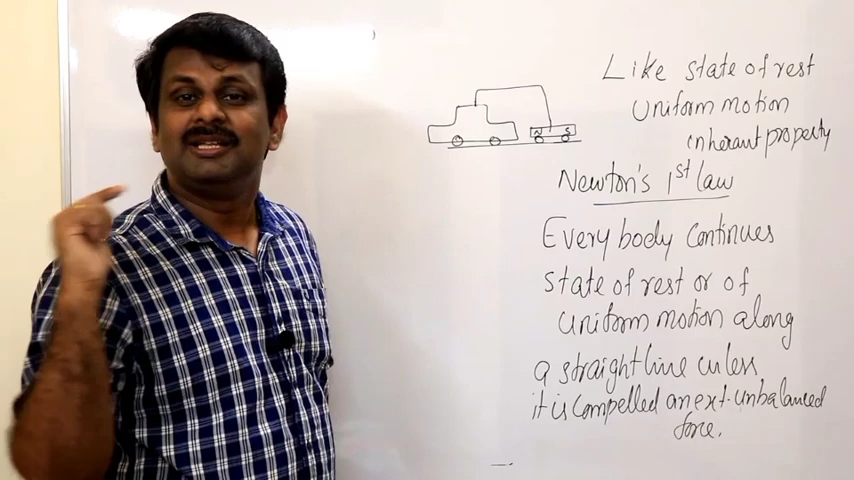 Like state of rest
uniform motion
inherant property
N S
Newton's 1st law
Every body continues
state of rest or of
uniform motion along
a straight line unless
it is compelled an ext. unbalanced
force.